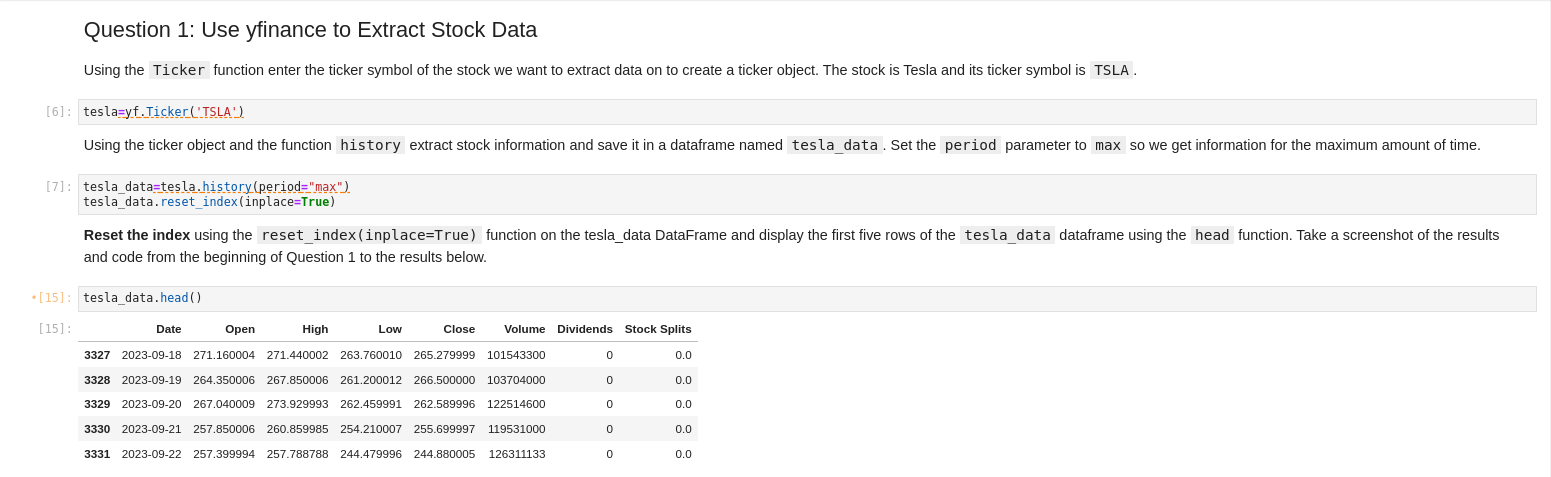 Question 1: Use yfinance to Extract Stock Data
Using the Ticker function enter the ticker symbol of the stock we want to extract data on to create a ticker object. The stock is Tesla and its ticker symbol is TSLA .
[6]: tesla=yf.Ticker('TSLA')
Using the ticker object and the function history extract stock information and save it in a dataframe named tesla_data . Set the period parameter to max so we get information for the maximum amount of time.
[7]: tesla_data=tesla.history(period="max")
tesla_data.reset_index(inplace=True)
Reset the index using the reset_index(inplace=True) function on the tesla_data DataFrame and display the first five rows of the tesla_data dataframe using the head function. Take a screenshot of the results
and code from the beginning of Question 1 to the results below.
•[15]: tesla_data.head()
[15]: Date Open High Low Close Volume Dividends Stock Splits
3327 2023-09-18 271.160004 271.440002 263.760010 265.279999 101543300 0 0.0
3328 2023-09-19 264.350006 267.850006 261.200012 266.500000 103704000 0 0.0
3329 2023-09-20 267.040009 273.929993 262.459991 262.589996 122514600 0 0.0
3330 2023-09-21 257.850006 260.859985 254.210007 255.699997 119531000 0 0.0
3331 2023-09-22 257.399994 257.788788 244.479996 244.880005 126311133 0 0.0